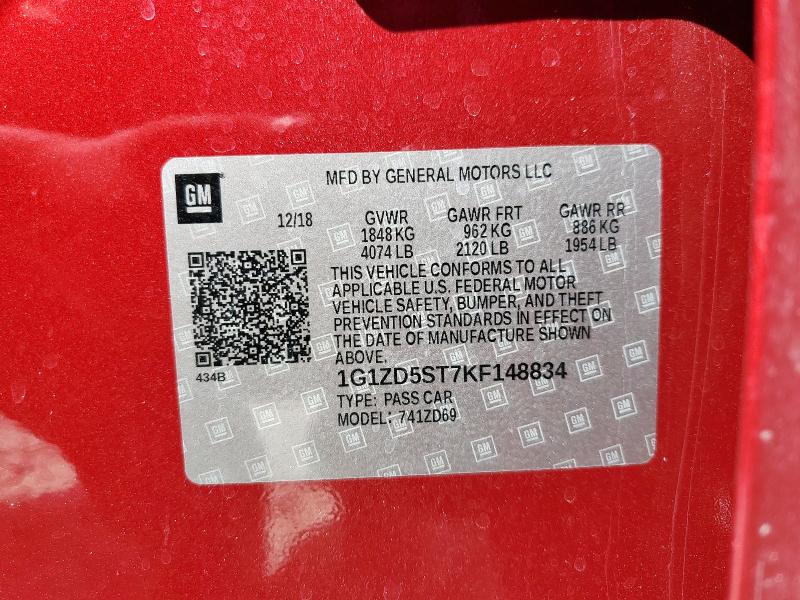 GM
MFD BY GENERAL MOTORS LLC
12/18 GVWR GAWR FRT GAWR RR
1848 KG 962 KG 886 KG
4074 LB 2120 LB 1954 LB
THIS VEHICLE CONFORMS TO ALL
APPLICABLE U.S. FEDERAL MOTOR
VEHICLE SAFETY, BUMPER, AND THEFT
PREVENTION STANDARDS IN EFFECT ON
THE DATE OF MANUFACTURE SHOWN
ABOVE.
434B
1G1ZD5ST7KF148834
TYPE: PASS CAR
MODEL: 741ZD69